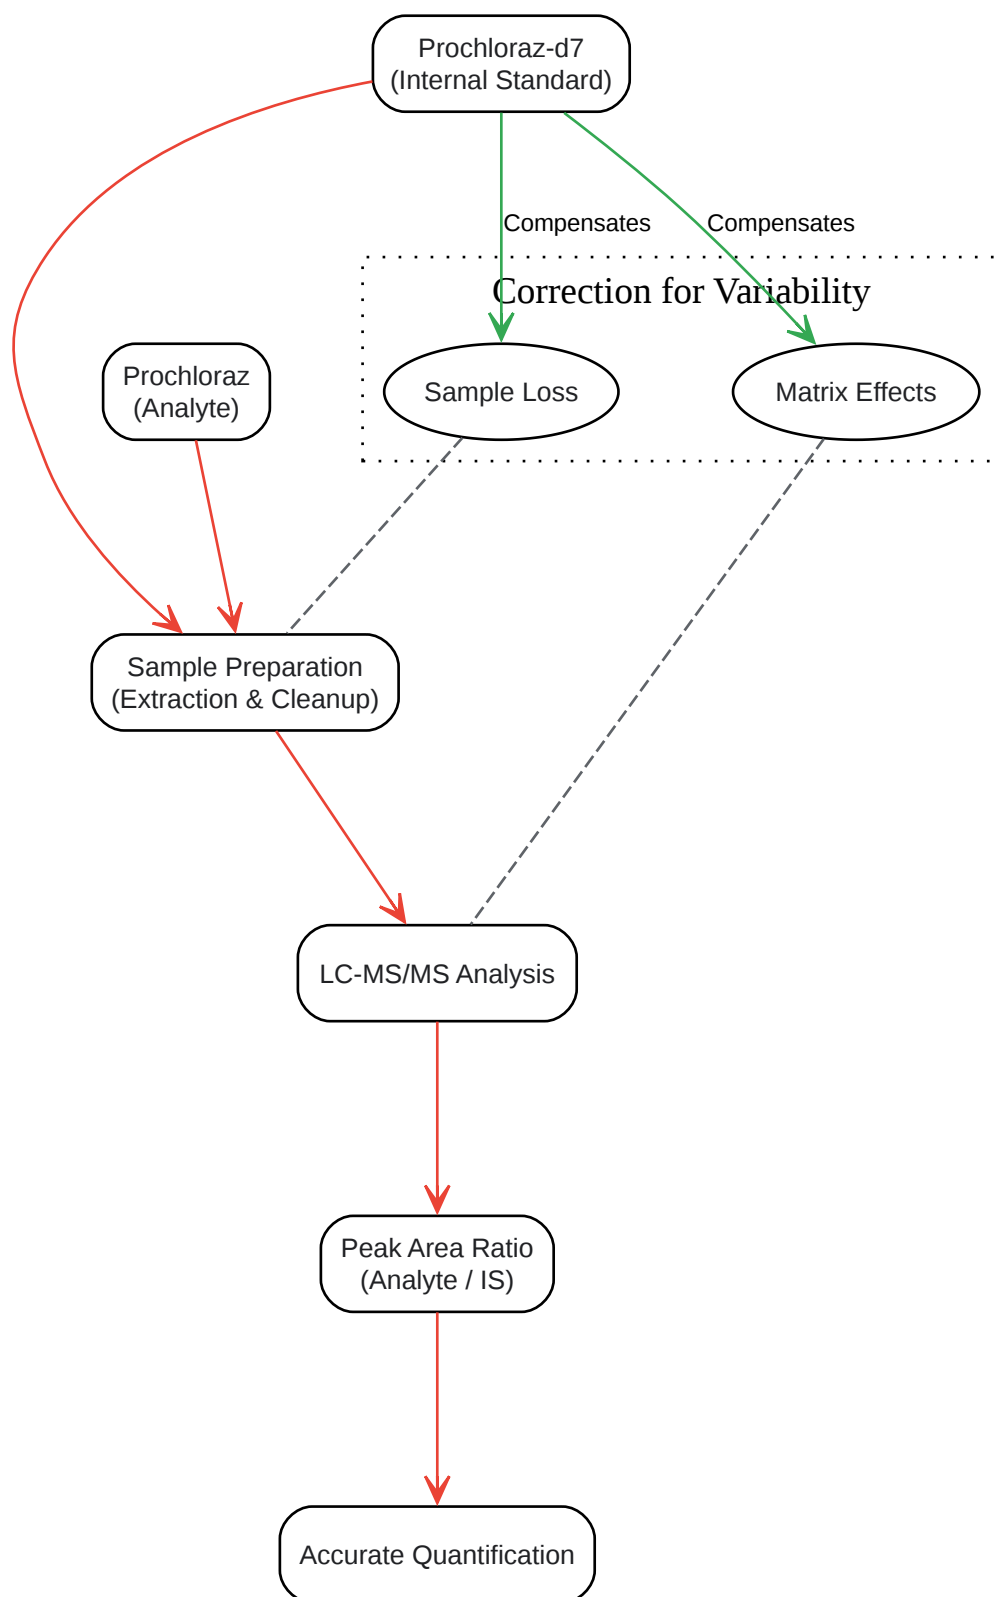 Prochloraz-d7
(Internal Standard)
Compensates
Compensates
Correction for Variability
Prochloraz
(Analyte)
Sample Loss
Matrix Effects
Sample Preparation
(Extraction & Cleanup)
LC-MS/MS Analysis
Peak Area Ratio
(Analyte / IS)
Accurate Quantification